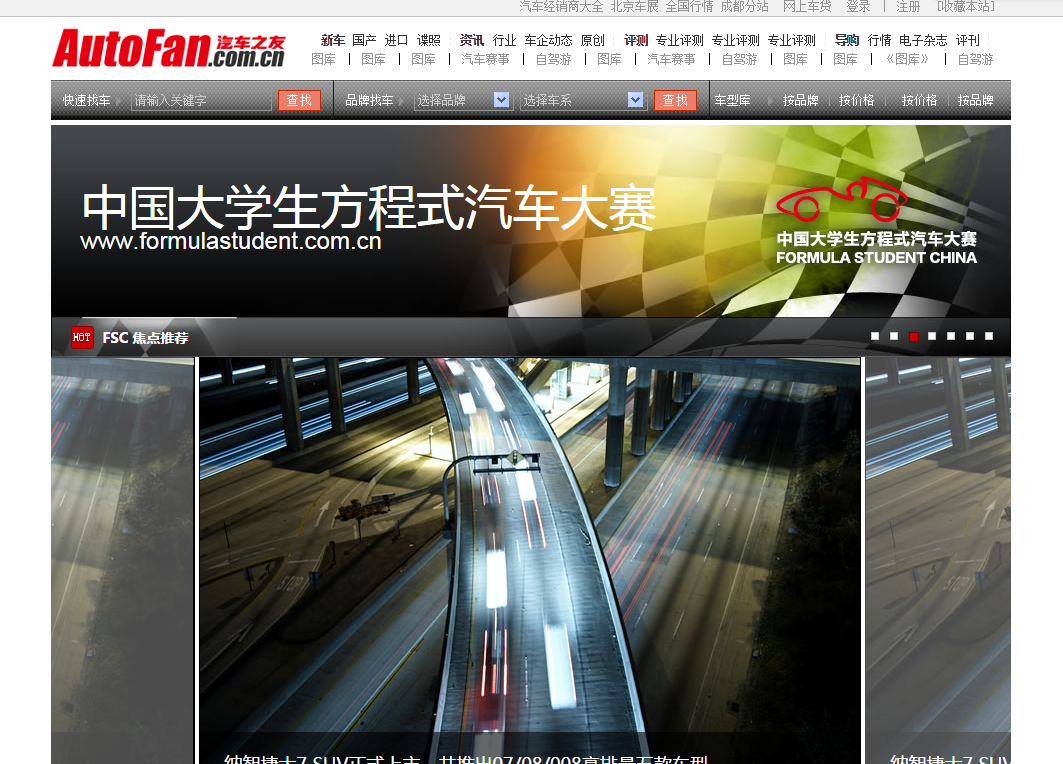 汽车经销商大全 北京车展 全国行情 成都分站 网上车贷 登录 | 注册 [收藏本站]
AutoFan 汽车之友
.com.cn
新车 国产 进口 谍照 资讯 行业 车企动态 原创 评测 专业评测 专业评测 专业评测 导购 行情 电子杂志 评刊
图库 | 图库 | 图库 | 汽车赛事 | 自驾游 | 图库 | 汽车赛事 | 自驾游 | 图库 | 图库 | 《图库》 | 自驾游
快速找车 请输入关键字 查找 品牌找车 选择品牌 选择车系 查找 车型库 按品牌 按价格 按价格 按品牌
中国大学生方程式汽车大赛
www.formulastudent.com.cn
中国大学生方程式汽车大赛
FORMULA STUDENT CHINA
HOT FSC 焦点推荐
纳智捷大7 SUV正式上市 共推出07/08/008高排量五款车型
纳智捷大7 SUV